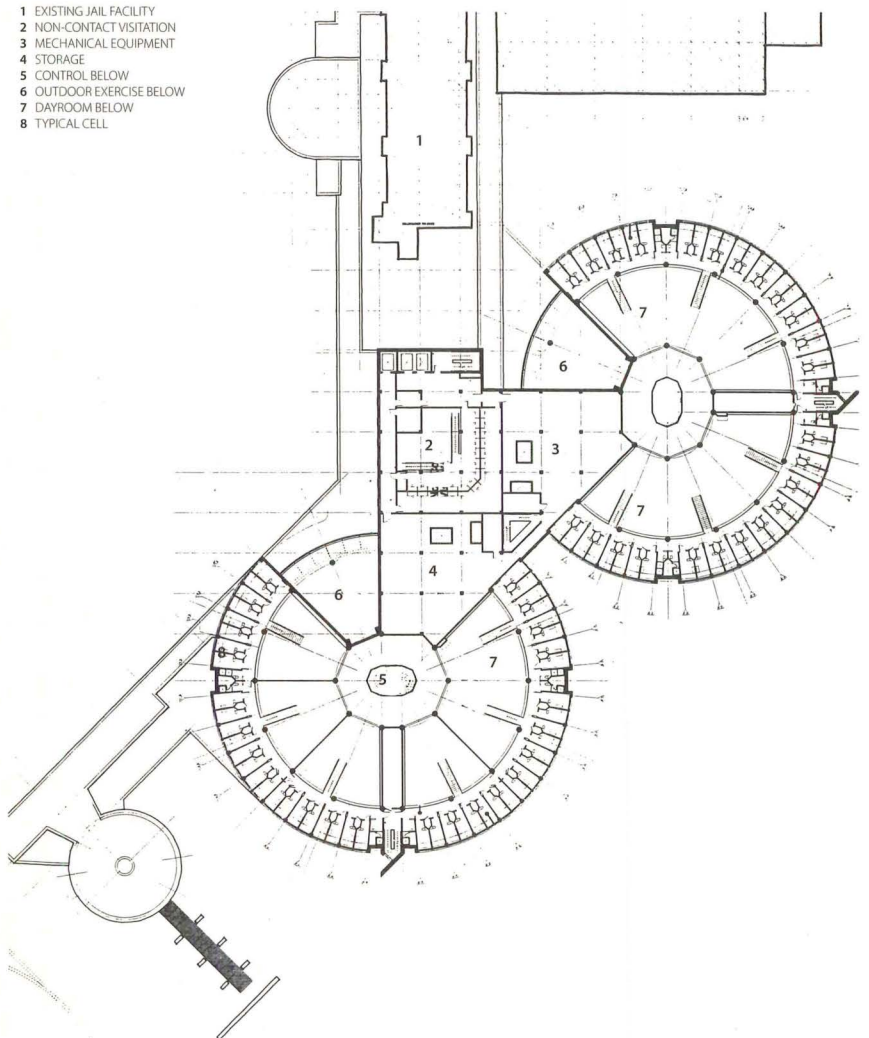 1 EXISTING JAIL FACILITY
2 NON-CONTACT VISITATION
3 MECHANICAL EQUIPMENT
4 STORAGE
5 CONTROL BELOW
6 OUTDOOR EXERCISE BELOW
7 DAYROOM BELOW
8 TYPICAL CELL
1
7
6
2
3
7
4
6
8
7
5